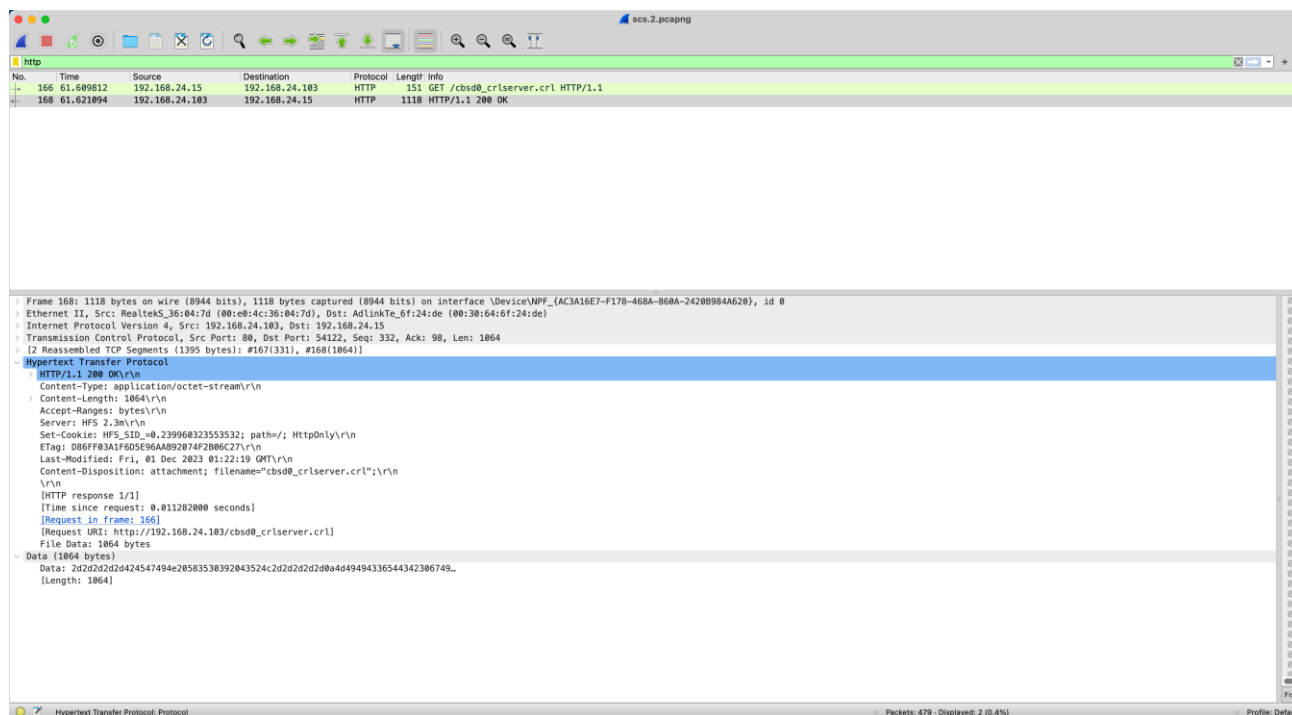 scs.2.pcapng
http
No. Time Source Destination Protocol Length Info
166 61.609812 192.168.24.15 192.168.24.103 HTTP 151 GET /cbsd0_crlserver.crl HTTP/1.1
168 61.621094 192.168.24.103 192.168.24.15 HTTP 1118 HTTP/1.1 200 OK
Frame 168: 1118 bytes on wire (8944 bits), 1118 bytes captured (8944 bits) on interface \Device\NPF_{AC3A16E7-F178-468A-860A-2420B984A620}, id 0
Ethernet II, Src: RealtekS_36:04:7d (00:e0:4c:36:04:7d), Dst: AdlinkTe_6f:24:de (00:30:64:6f:24:de)
Internet Protocol Version 4, Src: 192.168.24.103, Dst: 192.168.24.15
Transmission Control Protocol, Src Port: 80, Dst Port: 54122, Seq: 332, Ack: 98, Len: 1064
[2 Reassembled TCP Segments (1395 bytes): #167(331), #168(1064)]
Hypertext Transfer Protocol
HTTP/1.1 200 OK\r\n
Content-Type: application/octet-stream\r\n
Content-Length: 1064\r\n
Accept-Ranges: bytes\r\n
Server: HFS 2.3m\r\n
Set-Cookie: HFS_SID_=0.239960323553532; path=/; HttpOnly\r\n
ETag: D86FF03A1F6D5E96AAB92074F2B06C27\r\n
Last-Modified: Fri, 01 Dec 2023 01:22:19 GMT\r\n
Content-Disposition: attachment; filename="cbsd0_crlserver.crl";\r\n
\r\n
[HTTP response 1/1]
[Time since request: 0.011282000 seconds]
[Request in frame: 166]
[Request URI: http://192.168.24.103/cbsd0_crlserver.crl]
File Data: 1064 bytes
Data (1064 bytes)
Data: 2d2d2d2d2d424547494e20583530392043524c2d2d2d2d2d0a4d49494336544342306749…
[Length: 1064]
Hypertext Transfer Protocol: Protocol Packets: 479 · Displayed: 2 (0.4%) Profile: Defa